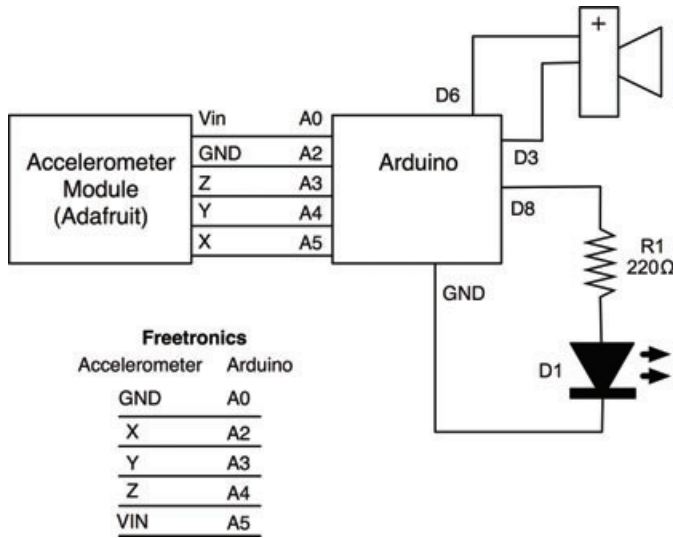 +
D6
Vin A0
GND A2
Z A3
Y A4
X A5
Accelerometer
Module
(Adafruit)
Arduino
D3
D8
R1
220Ω
GND
D1
Freetronics
Accelerometer Arduino
GND A0
X A2
Y A3
Z A4
VIN A5